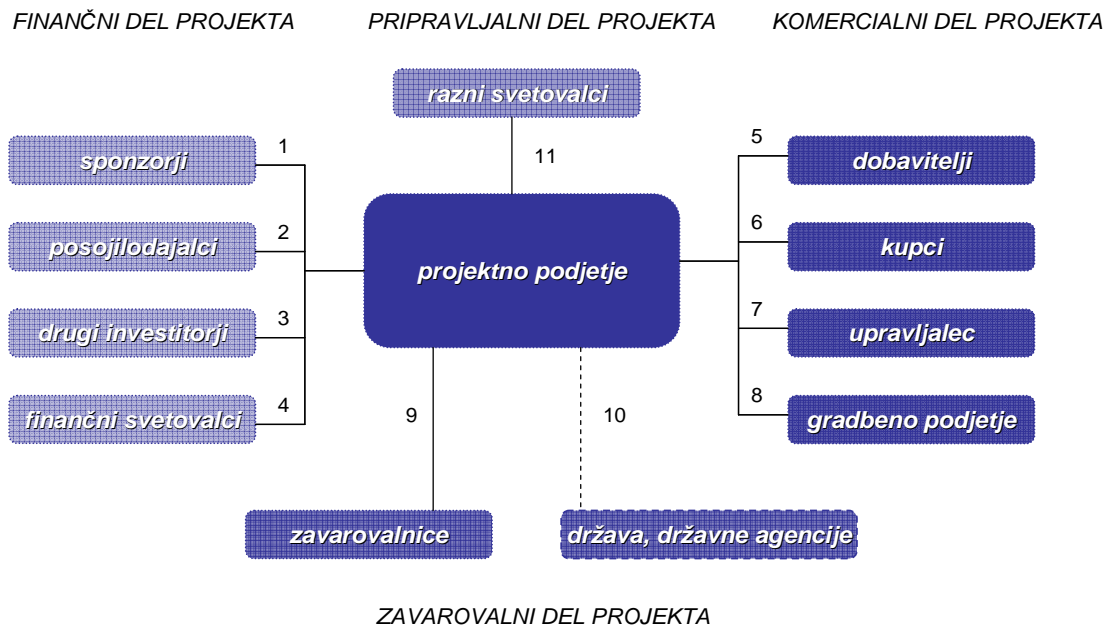 FINANČNI DEL PROJEKTA
PRIPRAVLJALNI DEL PROJEKTA
KOMERCIALNI DEL PROJEKTA
razni svetovalci
11
1
sponzorji
2
posojilodajalci
3
drugi investitorji
4
finančni svetovalci
projektno podjetje
5
dobavitelji
6
kupci
7
upravljalec
8
gradbeno podjetje
9
10
zavarovalnice
država, državne agencije
ZAVAROVALNI DEL PROJEKTA